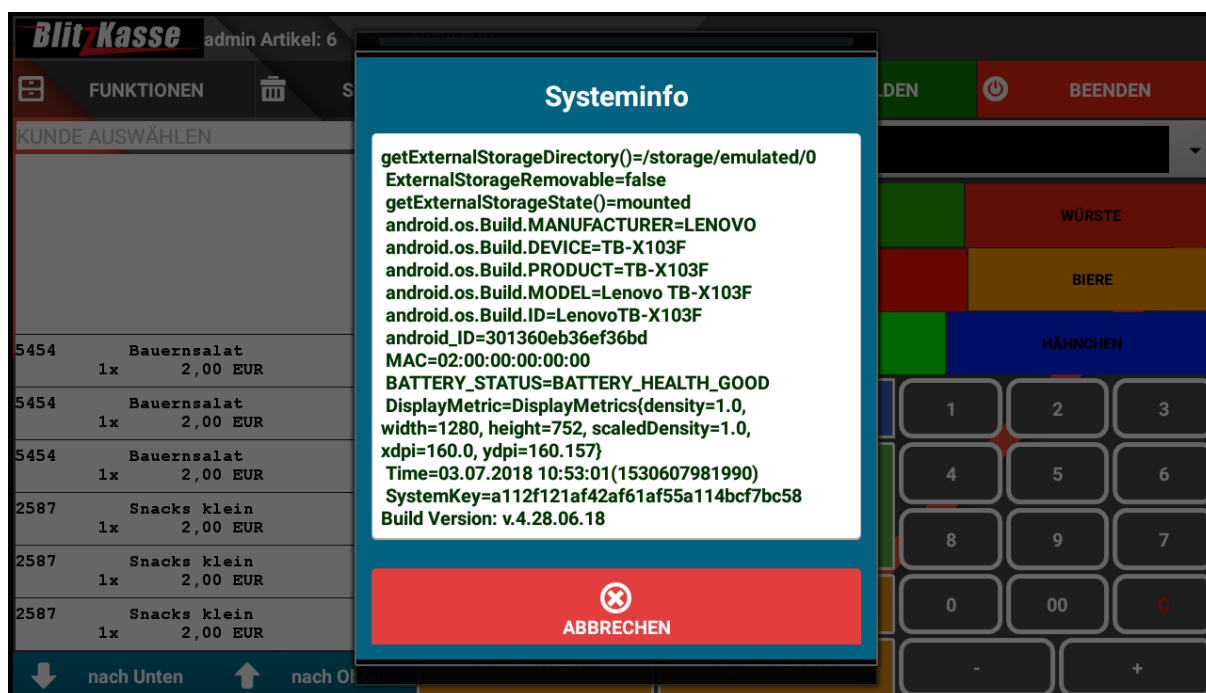 BlitzKasse admin Artikel: 6
FUNKTIONEN
BEENDEN
KUNDE AUSWÄHLEN
Systeminfo
getExternalStorageDirectory()=/storage/emulated/0
ExternalStorageRemovable=false
getExternalStorageState()=mounted
android.os.Build.MANUFACTURER=LENOVO
android.os.Build.DEVICE=TB-X103F
android.os.Build.PRODUCT=TB-X103F
android.os.Build.MODEL=Lenovo TB-X103F
android.os.Build.ID=LenovoTB-X103F
android_ID=301360eb36ef36bd
MAC=02:00:00:00:00:00
BATTERY_STATUS=BATTERY_HEALTH_GOOD
DisplayMetric=DisplayMetrics{density=1.0,
width=1280, height=752, scaledDensity=1.0,
xdpi=160.0, ydpi=160.157}
Time=03.07.2018 10:53:01(1530607981990)
SystemKey=a112f121af42af61af55a114bcf7bc58
Build Version: v.4.28.06.18
ABBRECHEN
5454 Bauernsalat
1x 2,00 EUR
5454 Bauernsalat
1x 2,00 EUR
5454 Bauernsalat
1x 2,00 EUR
2587 Snacks klein
1x 2,00 EUR
2587 Snacks klein
1x 2,00 EUR
2587 Snacks klein
1x 2,00 EUR
nach Unten nach
WÜRSTE
BIERE
HÄHNCHEN
1 2 3
4 5 6
8 9 7
0 00 C
- +